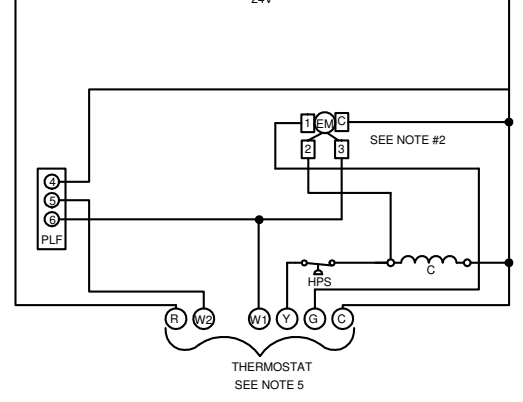 24V
1 EM C
SEE NOTE #2
2 3
4
5
6
PLF
C
HPS
R W2 W1 Y G C
THERMOSTAT
SEE NOTE 5